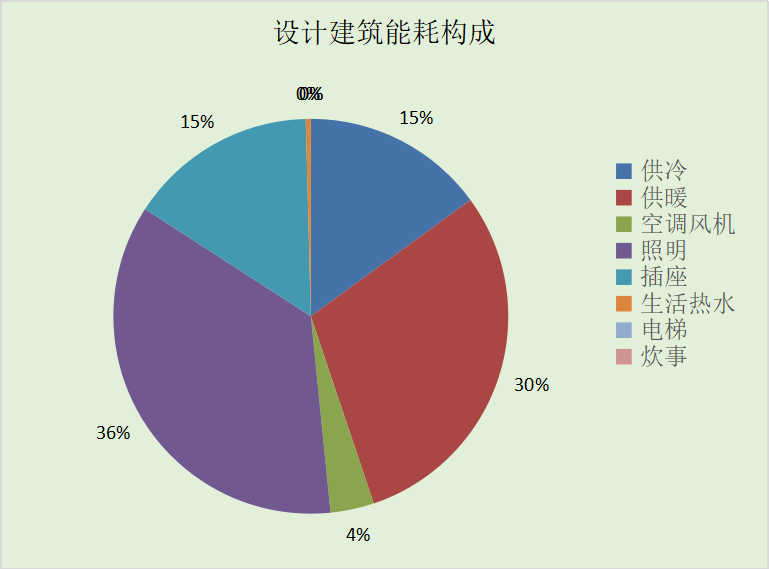 设计建筑能耗构成
0%
0%
15%
15%
30%
36%
4%
供冷
供暖
空调风机
照明
插座
生活热水
电梯
炊事